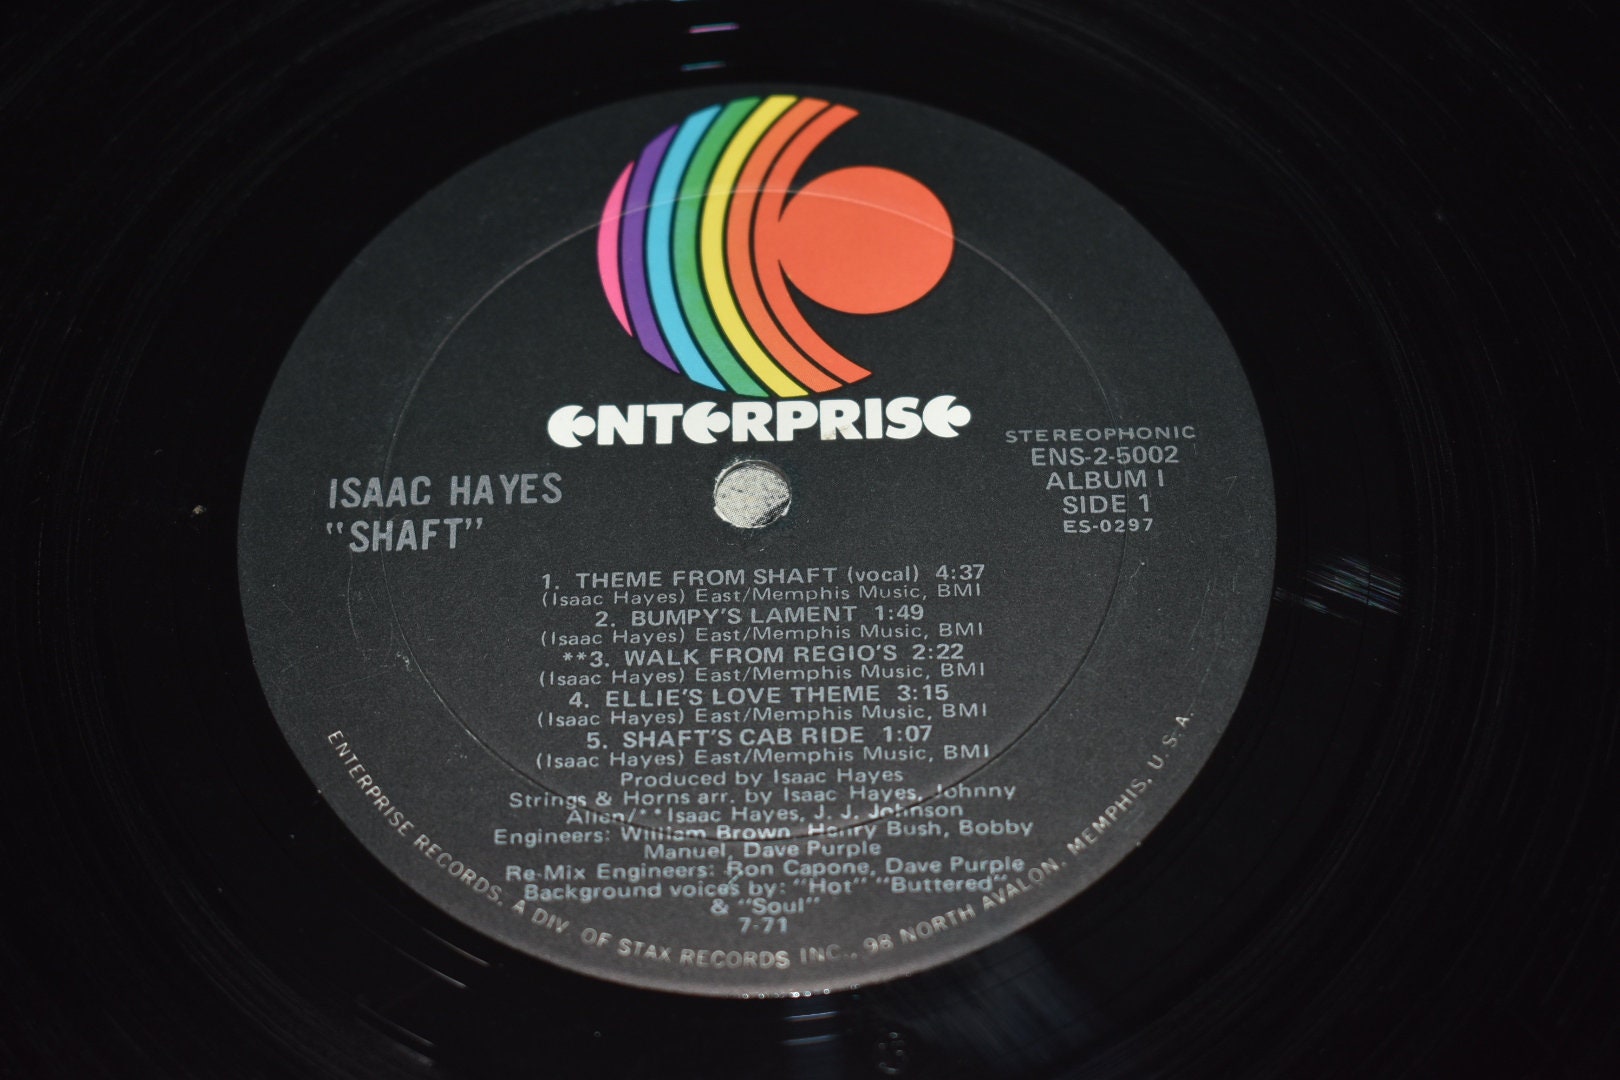 ENTERPRISE
ISAAC HAYES
"SHAFT"
STEREOPHONIC
ENS-2-5002
ALBUM I
SIDE 1
ES-0297
1. THEME FROM SHAFT (vocal) 4:37
(Isaac Hayes) East/Memphis Music, BMI
2. BUMPY'S LAMENT 1:49
(Isaac Hayes) East/Memphis Music, BMI
**3. WALK FROM REGIO'S 2:22
(Isaac Hayes) East/Memphis Music, BMI
4. ELLIE'S LOVE THEME 3:15
(Isaac Hayes) East/Memphis Music, BMI
5. SHAFT'S CAB RIDE 1:07
(Isaac Hayes) East/Memphis Music, BMI
Produced by Isaac Hayes
Strings & Horns arr. by Isaac Hayes, Johnny
Allen/**Isaac Hayes, J. J. Johnson
Engineers: William Brown, Henry Bush, Bobby
Manuel, Dave Purple
Re-Mix Engineers: Ron Capone, Dave Purple
Background voices by: "Hot" "Buttered"
& "Soul"
7-71
ENTERPRISE RECORDS, A DIV. OF STAX RECORDS INC., 98 NORTH AVALON, MEMPHIS, U.S.A.